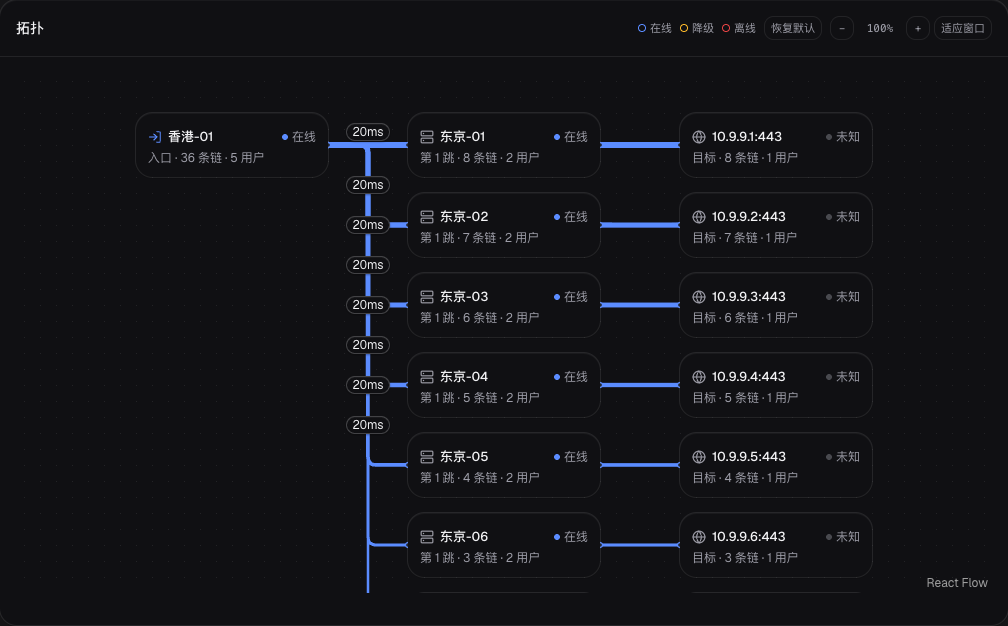 拓扑
在线 降级 离线 恢复默认 − 100% + 适应窗口
香港-01 在线
入口 · 36 条链 · 5 用户
20ms
东京-01 在线
第 1 跳 · 8 条链 · 2 用户
10.9.9.1:443 未知
目标 · 8 条链 · 1 用户
20ms
20ms
东京-02 在线
第 1 跳 · 7 条链 · 2 用户
10.9.9.2:443 未知
目标 · 7 条链 · 1 用户
20ms
20ms
东京-03 在线
第 1 跳 · 6 条链 · 2 用户
10.9.9.3:443 未知
目标 · 6 条链 · 1 用户
20ms
20ms
东京-04 在线
第 1 跳 · 5 条链 · 2 用户
10.9.9.4:443 未知
目标 · 5 条链 · 1 用户
20ms
东京-05 在线
第 1 跳 · 4 条链 · 2 用户
10.9.9.5:443 未知
目标 · 4 条链 · 1 用户
东京-06 在线
第 1 跳 · 3 条链 · 2 用户
10.9.9.6:443 未知
目标 · 3 条链 · 1 用户
React Flow